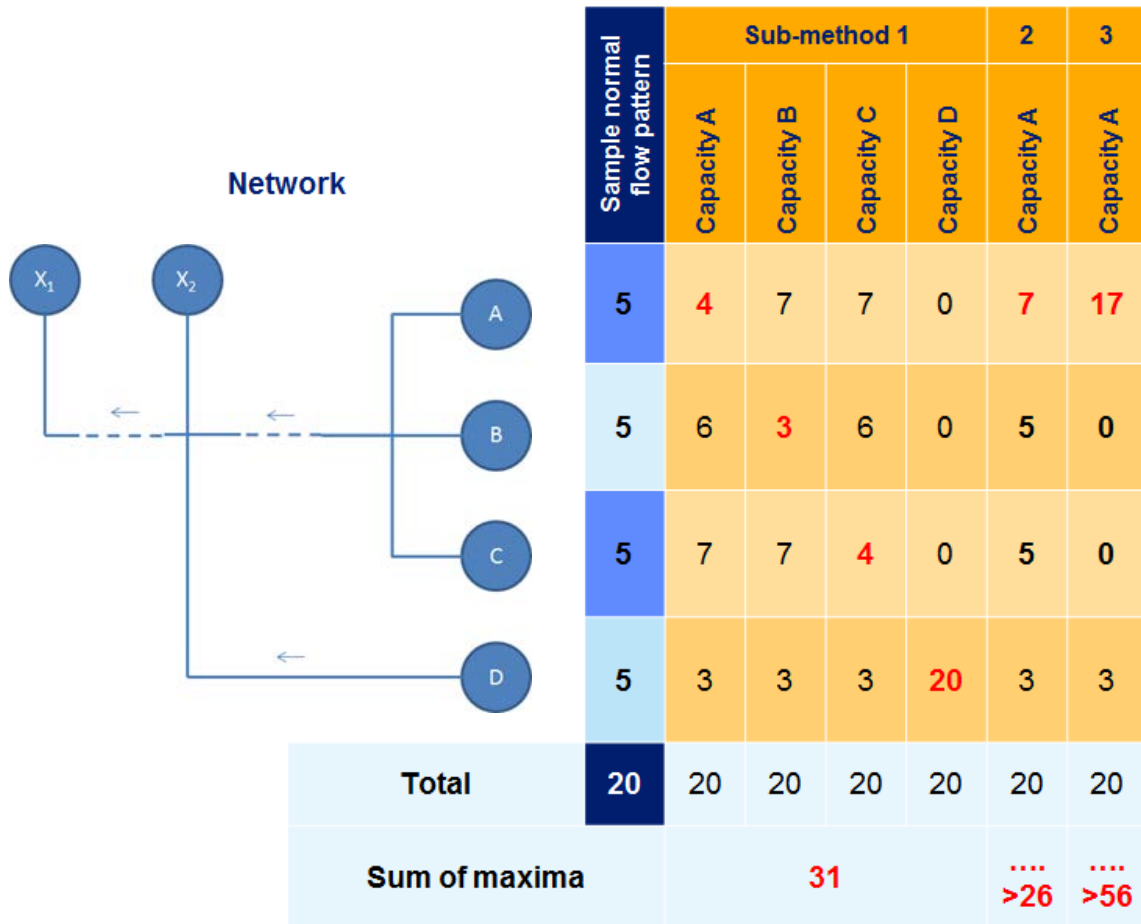 Sample normal flow pattern
Sub-method 1 2 3
Capacity A Capacity B Capacity C Capacity D Capacity A Capacity A
Network
X₁ X₂
A
B
C
D
5 4 7 7 0 7 17
5 6 3 6 0 5 0
5 7 7 4 0 5 0
5 3 3 3 20 3 3
Total 20 20 20 20 20 20 20
Sum of maxima 31 .... >26 .... >56